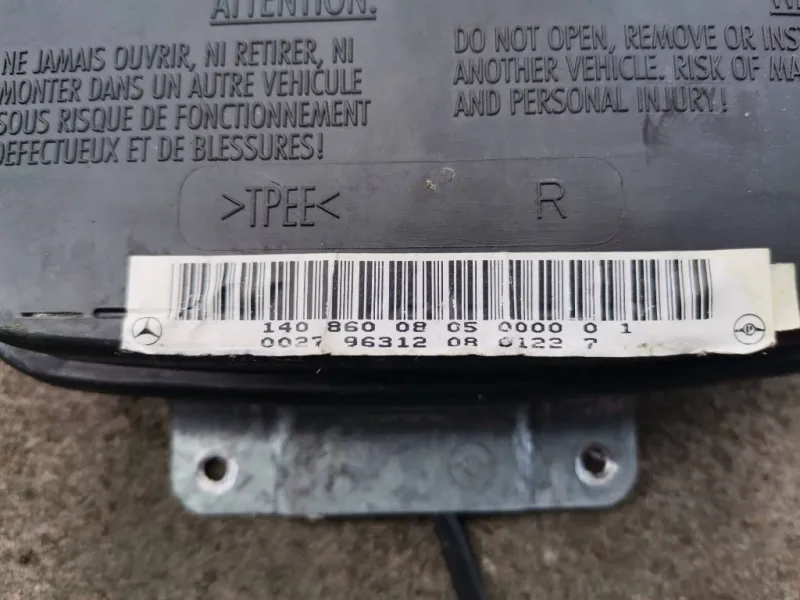 ATTENTION.
NE JAMAIS OUVRIR, NI RETIRER, NI
MONTER DANS UN AUTRE VEHICULE
SOUS RISQUE DE FONCTIONNEMENT
DEFECTUEUX ET DE BLESSURES!
DO NOT OPEN, REMOVE OR INS
ANOTHER VEHICLE. RISK OF MA
AND PERSONAL INJURY!
>TPEE< R
140 860 08 05 0000 0 1
0027 96312 08 0122 7